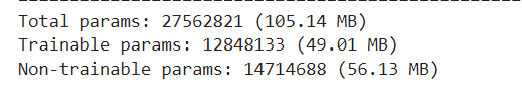 Total params: 27562821 (105.14 MB)
Trainable params: 12848133 (49.01 MB)
Non-trainable params: 14714688 (56.13 MB)